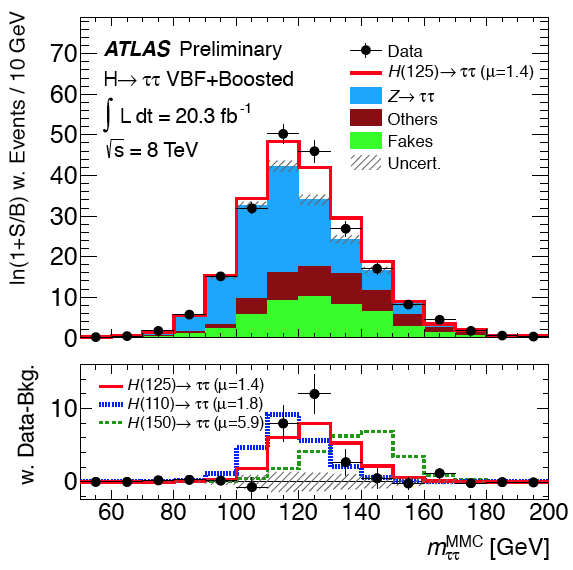 ln(1+S/B) w. Events / 10 GeV
70
60
50
40
30
20
10
0
ATLAS Preliminary
H→ ττ VBF+Boosted
∫ L dt = 20.3 fb⁻¹
√s = 8 TeV
Data
H(125)→ ττ (μ=1.4)
Z→ ττ
Others
Fakes
Uncert.
w. Data-Bkg.
10
0
H(125)→ ττ (μ=1.4)
H(110)→ ττ (μ=1.8)
H(150)→ ττ (μ=5.9)
60 80 100 120 140 160 180 200
mττMMC [GeV]